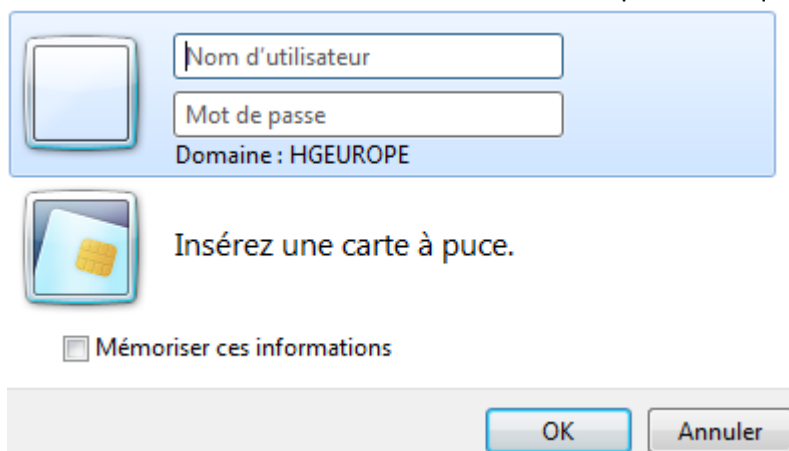 Nom d'utilisateur
Mot de passe
Domaine : HGEUROPE
Insérez une carte à puce.
Mémoriser ces informations
OK
Annuler